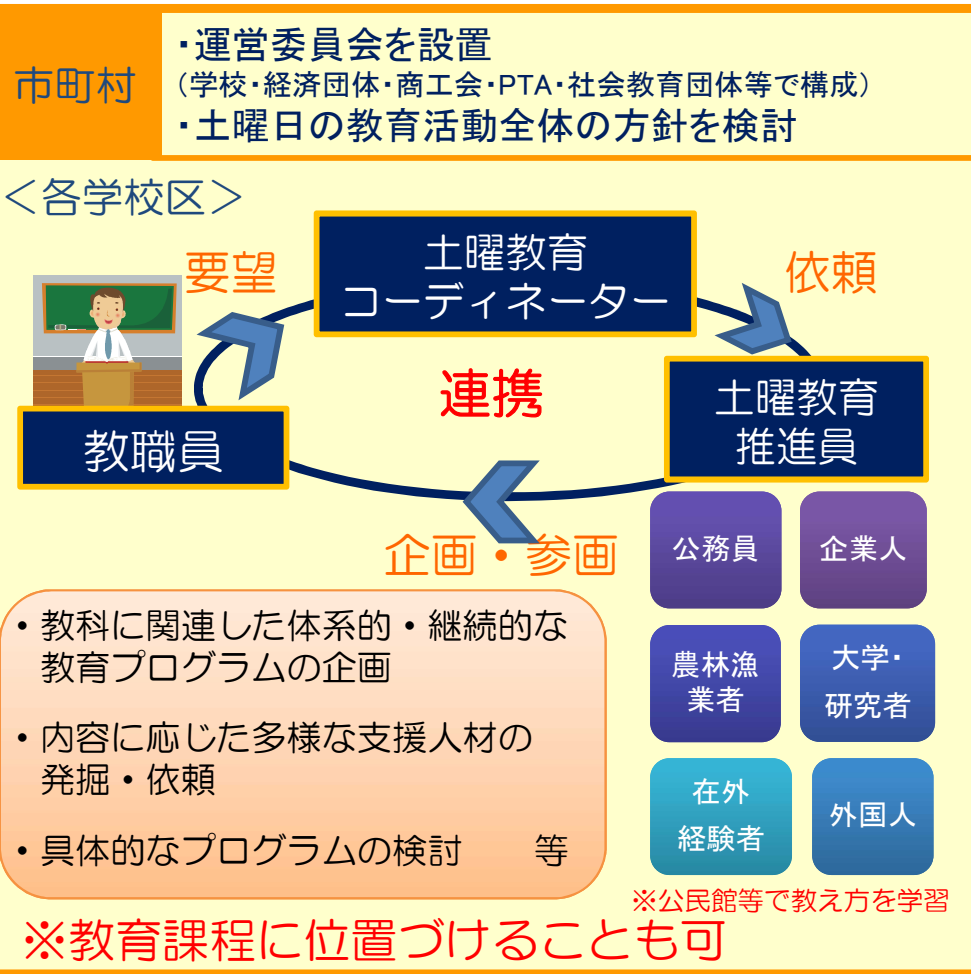 市町村
・運営委員会を設置
(学校・経済団体・商工会・PTA・社会教育団体等で構成)
・土曜日の教育活動全体の方針を検討
＜各学校区＞
要望
土曜教育
コーディネーター
依頼
連携
教職員
土曜教育
推進員
企画・参画
公務員
企業人
農林漁
業者
大学・
研究者
在外
経験者
外国人
※公民館等で教え方を学習
・教科に関連した体系的・継続的な
教育プログラムの企画
・内容に応じた多様な支援人材の
発掘・依頼
・具体的なプログラムの検討　　等
※教育課程に位置づけることも可